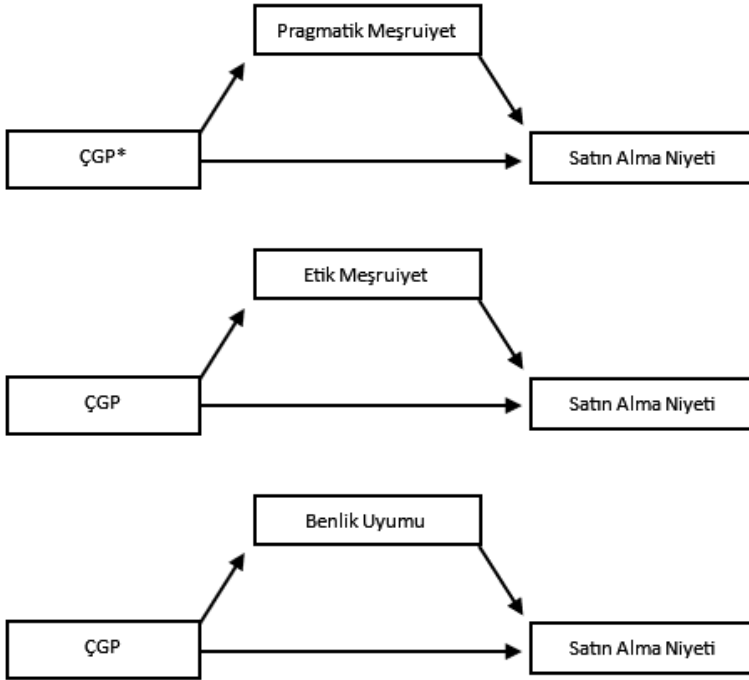 Pragmatik Meşruiyet
ÇGP*
Satın Alma Niyeti
Etik Meşruiyet
ÇGP
Satın Alma Niyeti
Benlik Uyumu
ÇGP
Satın Alma Niyeti